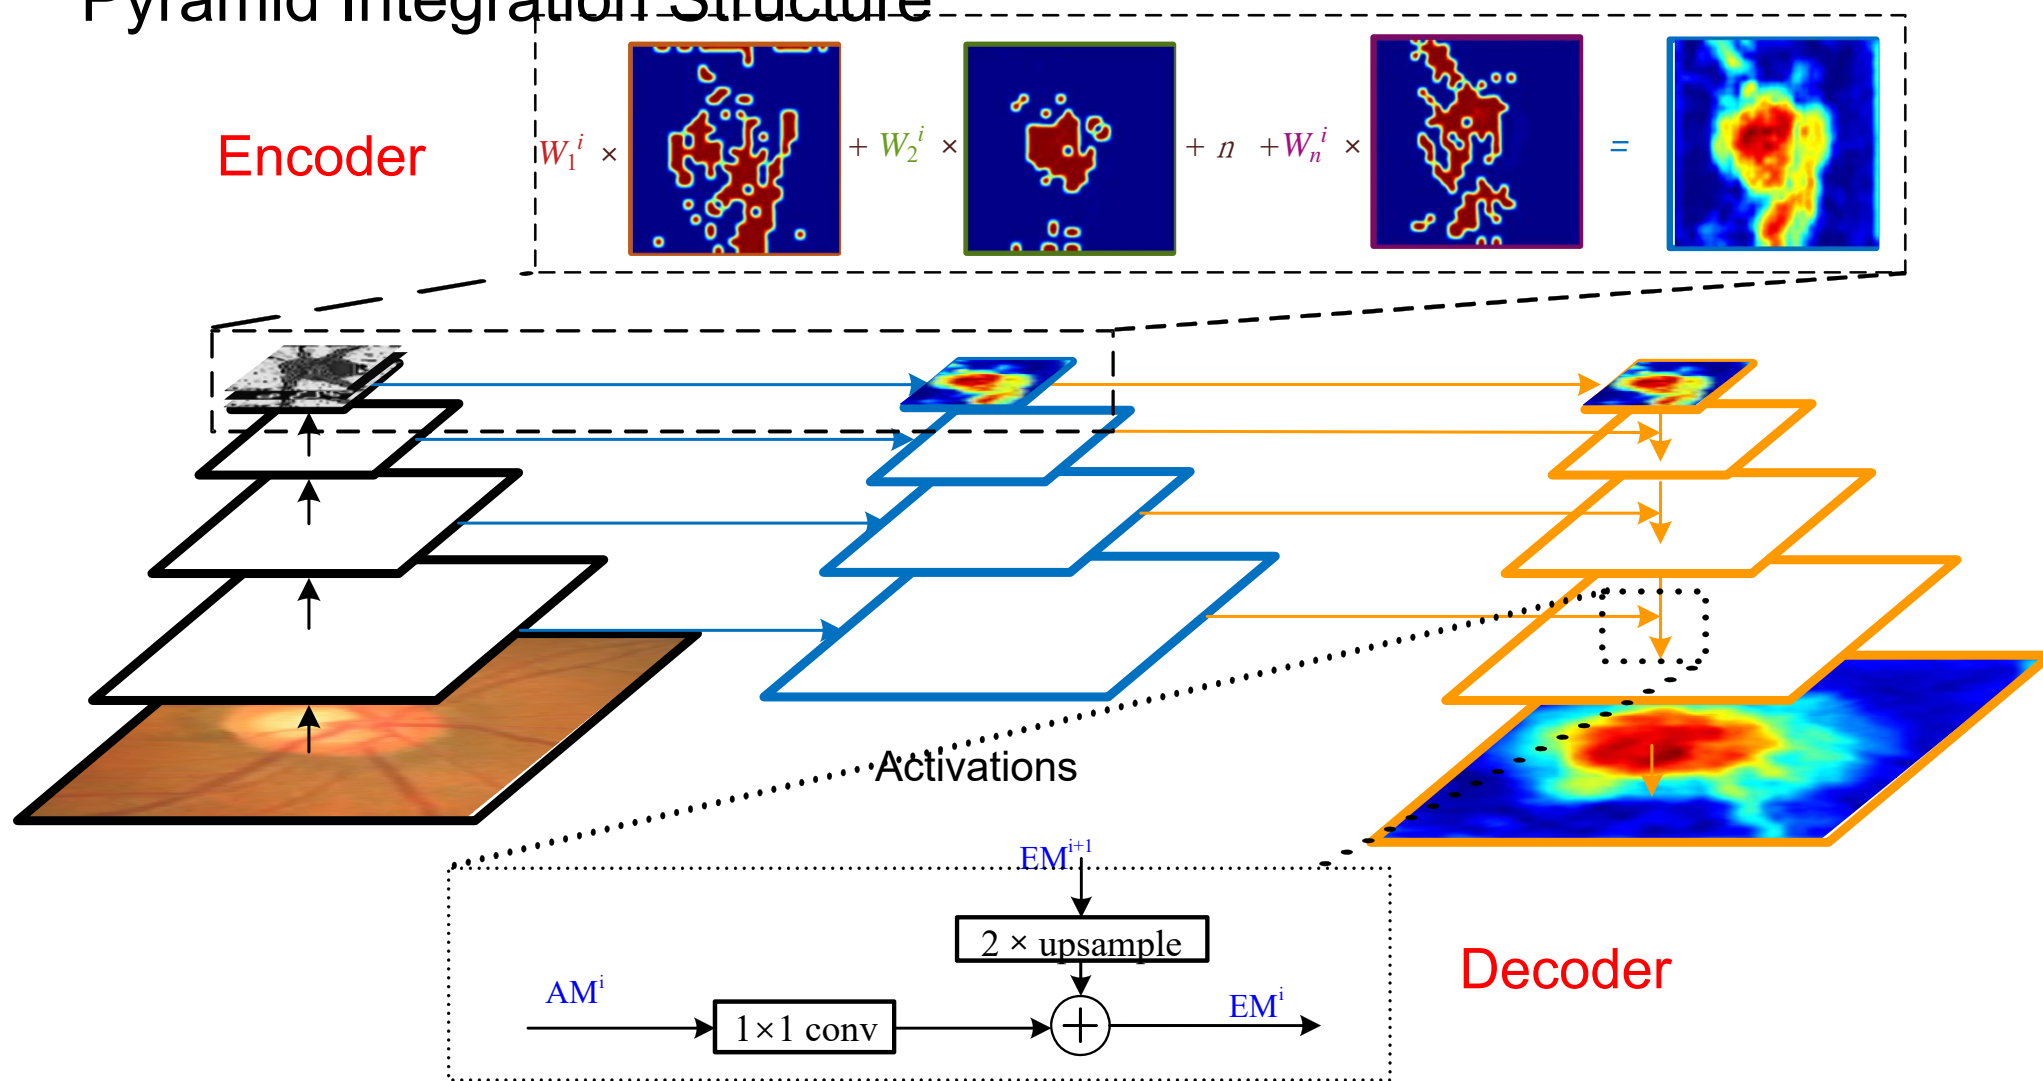 Pyramid Integration Structure
Encoder
W₁ⁱ × + W₂ⁱ × + n + Wₙⁱ × =
Activations
EMⁱ⁺¹
2 × upsample
Decoder
AMⁱ
EMⁱ
1×1 conv